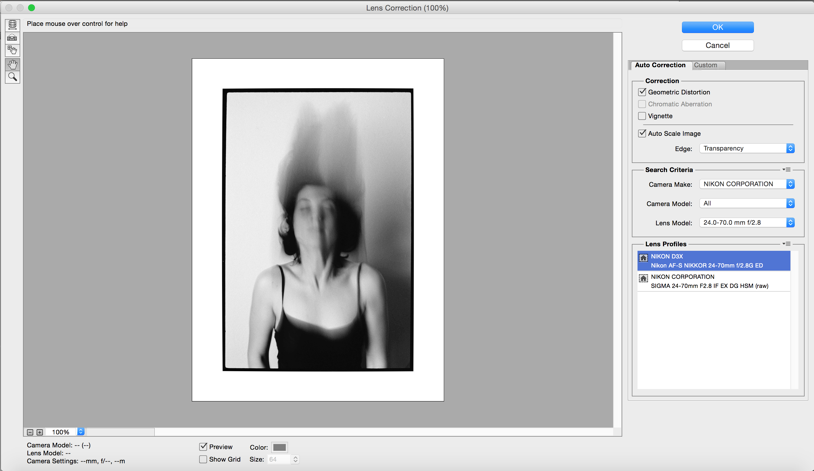 Lens Correction (100%)
Place mouse over control for help
OK
Cancel
Auto Correction
Custom
Correction
Geometric Distortion
Chromatic Aberration
Vignette
Auto Scale Image
Edge: Transparency
Search Criteria
Camera Make: NIKON CORPORATION
Camera Model: All
Lens Model: 24.0-70.0 mm f/2.8
Lens Profiles
NIKON D3X
Nikon AF-S NIKKOR 24-70mm f/2.8G ED
NIKON CORPORATION
SIGMA 24-70mm F2.8 IF EX DG HSM (raw)
100%
Camera Model: -- (--)
Lens Model: --
Camera Settings: --mm, f/--, --m
Preview
Color:
Show Grid
Size: 64